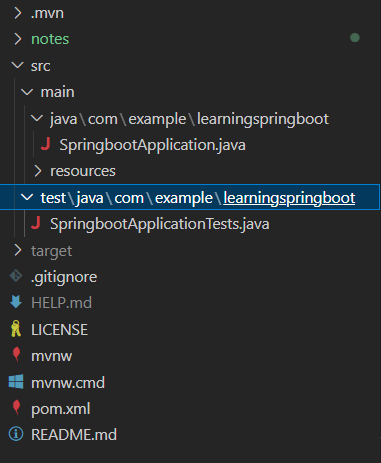 .mvn
notes
src
main
java\com\example\learningspringboot
SpringbootApplication.java
resources
test\java\com\example\learningspringboot
SpringbootApplicationTests.java
target
.gitignore
HELP.md
LICENSE
mvnw
mvnw.cmd
pom.xml
README.md